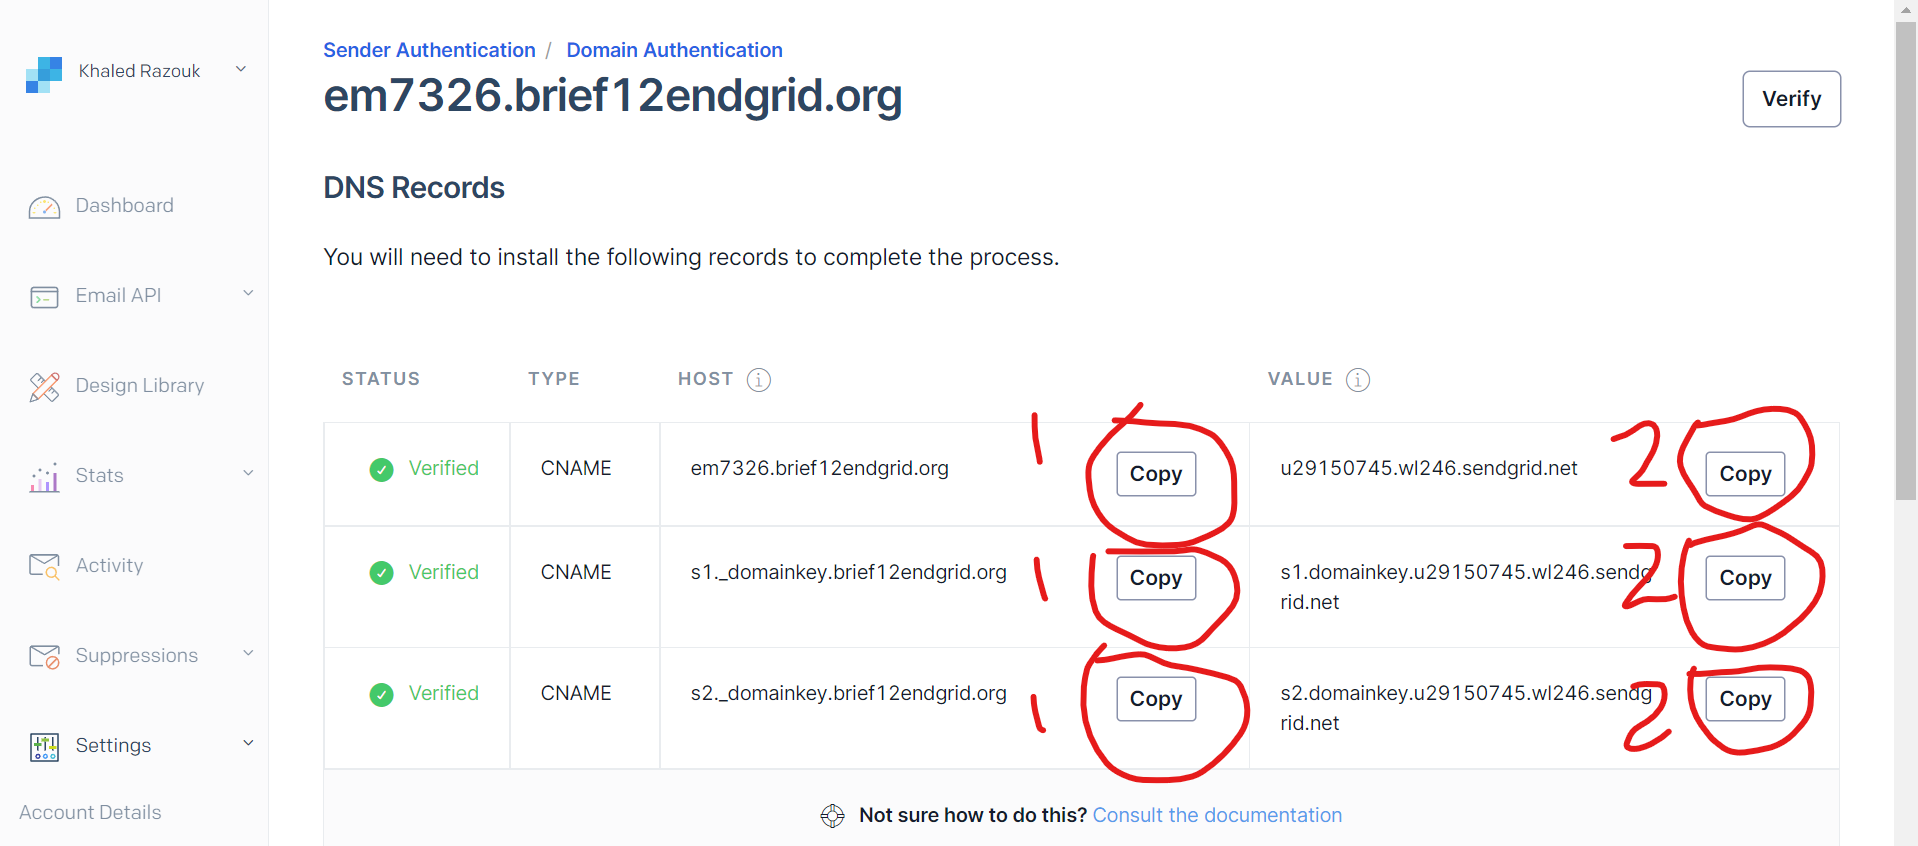 Khaled Razouk
Dashboard
Email API
Design Library
Stats
Activity
Suppressions
Settings
Account Details
Sender Authentication / Domain Authentication
em7326.brief12endgrid.org
Verify
DNS Records
You will need to install the following records to complete the process.
STATUS TYPE HOST VALUE
Verified CNAME em7326.brief12endgrid.org 1 Copy u29150745.wl246.sendgrid.net 2 Copy
Verified CNAME s1._domainkey.brief12endgrid.org 1 Copy s1.domainkey.u29150745.wl246.sendg 2 Copy
rid.net
Verified CNAME s2._domainkey.brief12endgrid.org 1 Copy s2.domainkey.u29150745.wl246.sendg 2 Copy
rid.net
Not sure how to do this? Consult the documentation